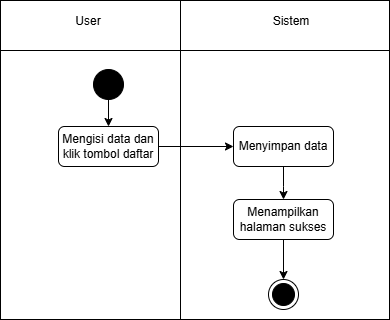 User
Sistem
Mengisi data dan
klik tombol daftar
Menyimpan data
Menampilkan
halaman sukses